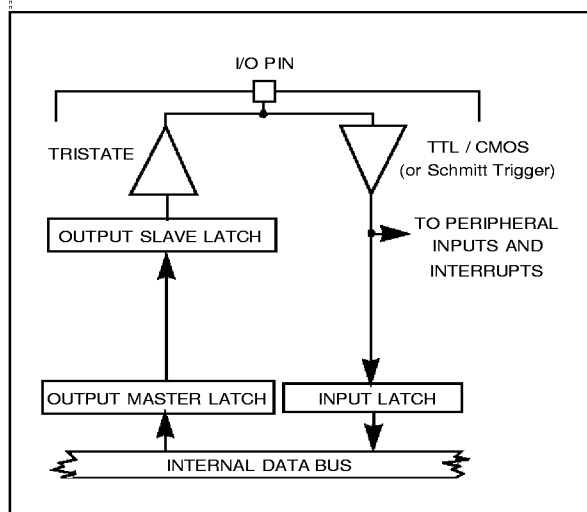 I/O PIN
TRISTATE
TTL / CMOS
(or Schmitt Trigger)
OUTPUT SLAVE LATCH
TO PERIPHERAL
INPUTS AND
INTERRUPTS
OUTPUT MASTER LATCH
INPUT LATCH
INTERNAL DATA BUS